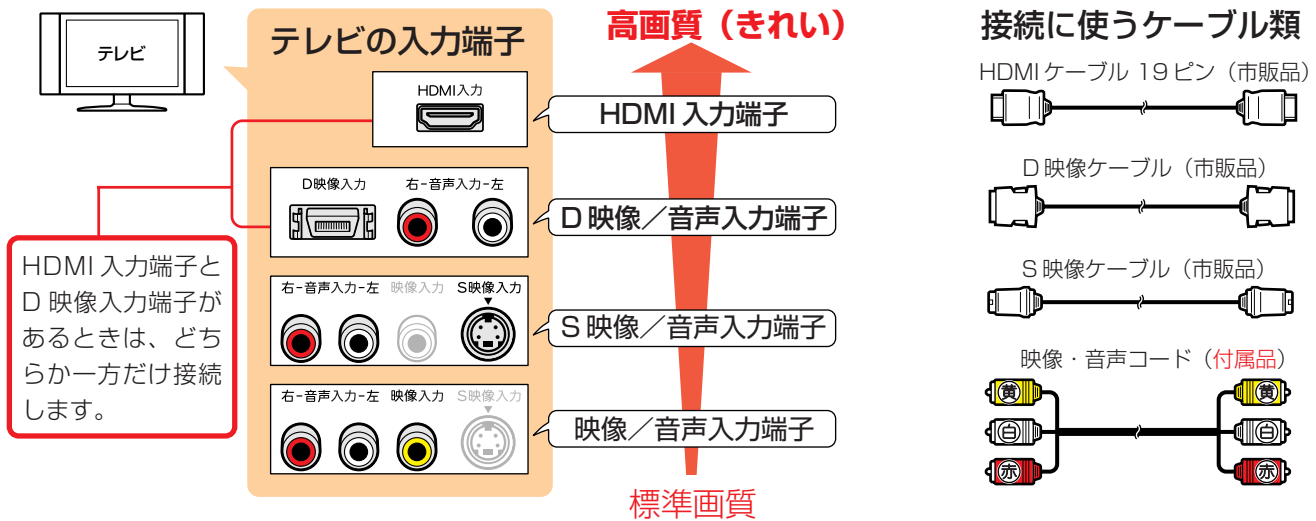 テレビ
テレビの入力端子
高画質（きれい）
接続に使うケーブル類
HDMI入力
HDMI 入力端子
HDMI ケーブル 19 ピン（市販品）
D映像入力
右-音声入力-左
D 映像／音声入力端子
D 映像ケーブル（市販品）
HDMI 入力端子と
D 映像入力端子が
あるときは、どち
らか一方だけ接続
します。
右-音声入力-左 映像入力 S映像入力
S 映像／音声入力端子
S 映像ケーブル（市販品）
右-音声入力-左 映像入力 S映像入力
映像／音声入力端子
標準画質
映像・音声コード（付属品）
黄 黄
白 白
赤 赤